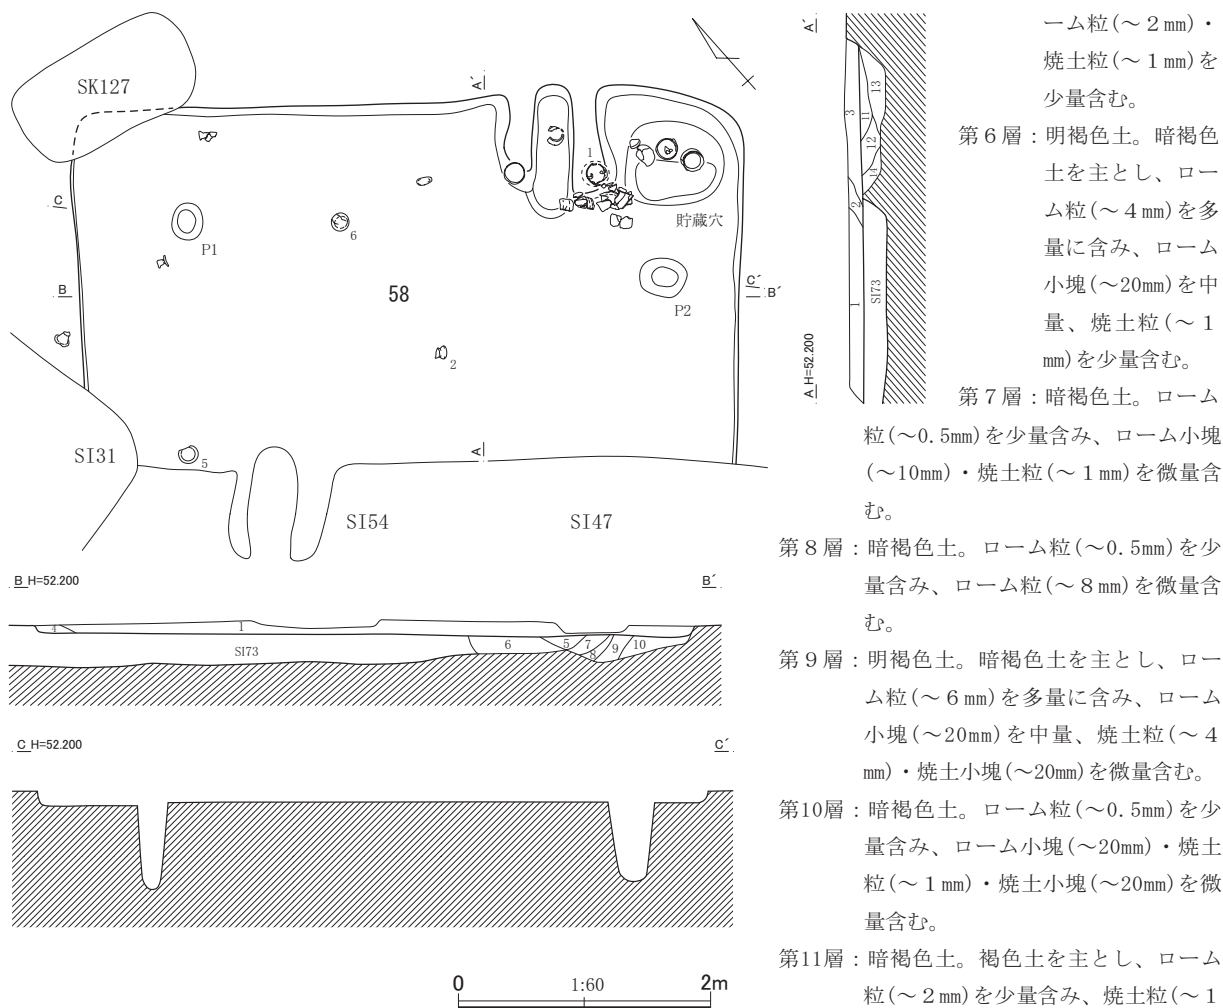 SK127
A´
1
貯蔵穴
C
P1
6
58
P2
C´
B
B´
2
A
SI31
5
SI54
SI47
A´
3
13
11
12
14
2
1
SI73
A H=52.200
B H=52.200
B´
4
1
SI73
6
5
7
8
9
10
C H=52.200
C´
0
1:60
2m
ーム粒(～２mm)・
焼土粒(～１mm)を
少量含む。
第６層：明褐色土。暗褐色
土を主とし、ロー
ム粒(～４mm)を多
量に含み、ローム
小塊(～20mm)を中
量、焼土粒(～１
mm)を少量含む。
第７層：暗褐色土。ローム
粒(～0.5mm)を少量含み、ローム小塊
(～10mm)・焼土粒(～１mm)を微量含
む。
第８層：暗褐色土。ローム粒(～0.5mm)を少
量含み、ローム粒(～８mm)を微量含
む。
第９層：明褐色土。暗褐色土を主とし、ロー
ム粒(～６mm)を多量に含み、ローム
小塊(～20mm)を中量、焼土粒(～４
mm)・焼土小塊(～20mm)を微量含む。
第10層：暗褐色土。ローム粒(～0.5mm)を少
量含み、ローム小塊(～20mm)・焼土
粒(～１mm)・焼土小塊(～20mm)を微
量含む。
第11層：暗褐色土。褐色土を主とし、ローム
粒(～２mm)を少量含み、焼土粒(～１